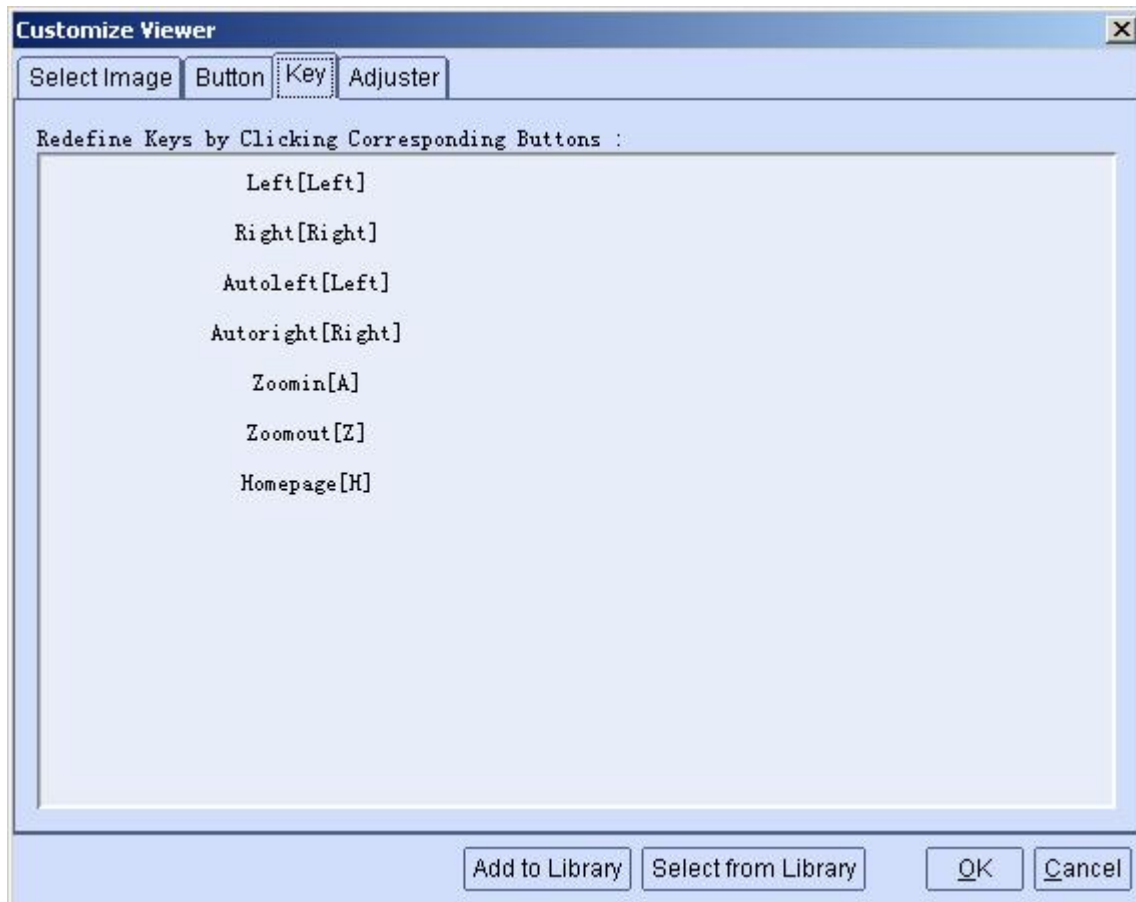 Customize Viewer
Select Image Button Key Adjuster
Redefine Keys by Clicking Corresponding Buttons :
Left[Left]
Right[Right]
Autoleft[Left]
Autoright[Right]
Zoomin[A]
Zoomout[Z]
Homepage[H]
Add to Library Select from Library OK Cancel